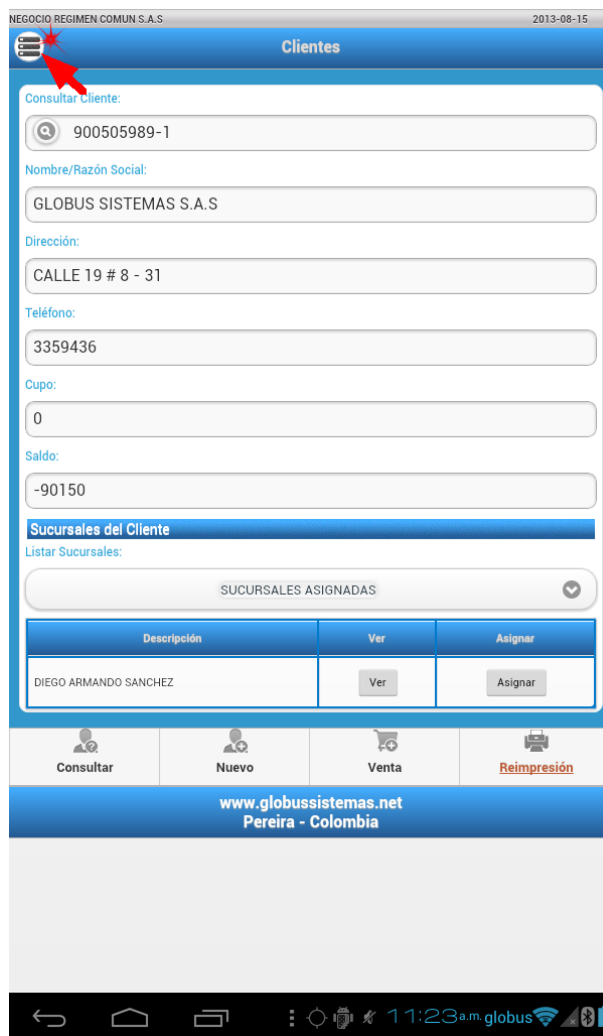 NEGOCIO REGIMEN COMUN S.A.S 2013-08-15
Clientes
Consultar Cliente:
900505989-1
Nombre/Razón Social:
GLOBUS SISTEMAS S.A.S
Dirección:
CALLE 19 # 8 - 31
Teléfono:
3359436
Cupo:
0
Saldo:
-90150
Sucursales del Cliente
Listar Sucursales:
SUCURSALES ASIGNADAS
Descripción Ver Asignar
DIEGO ARMANDO SANCHEZ Ver Asignar
Consultar Nuevo Venta Reimpresión
www.globussistemas.net
Pereira - Colombia
11:23a.m. globus